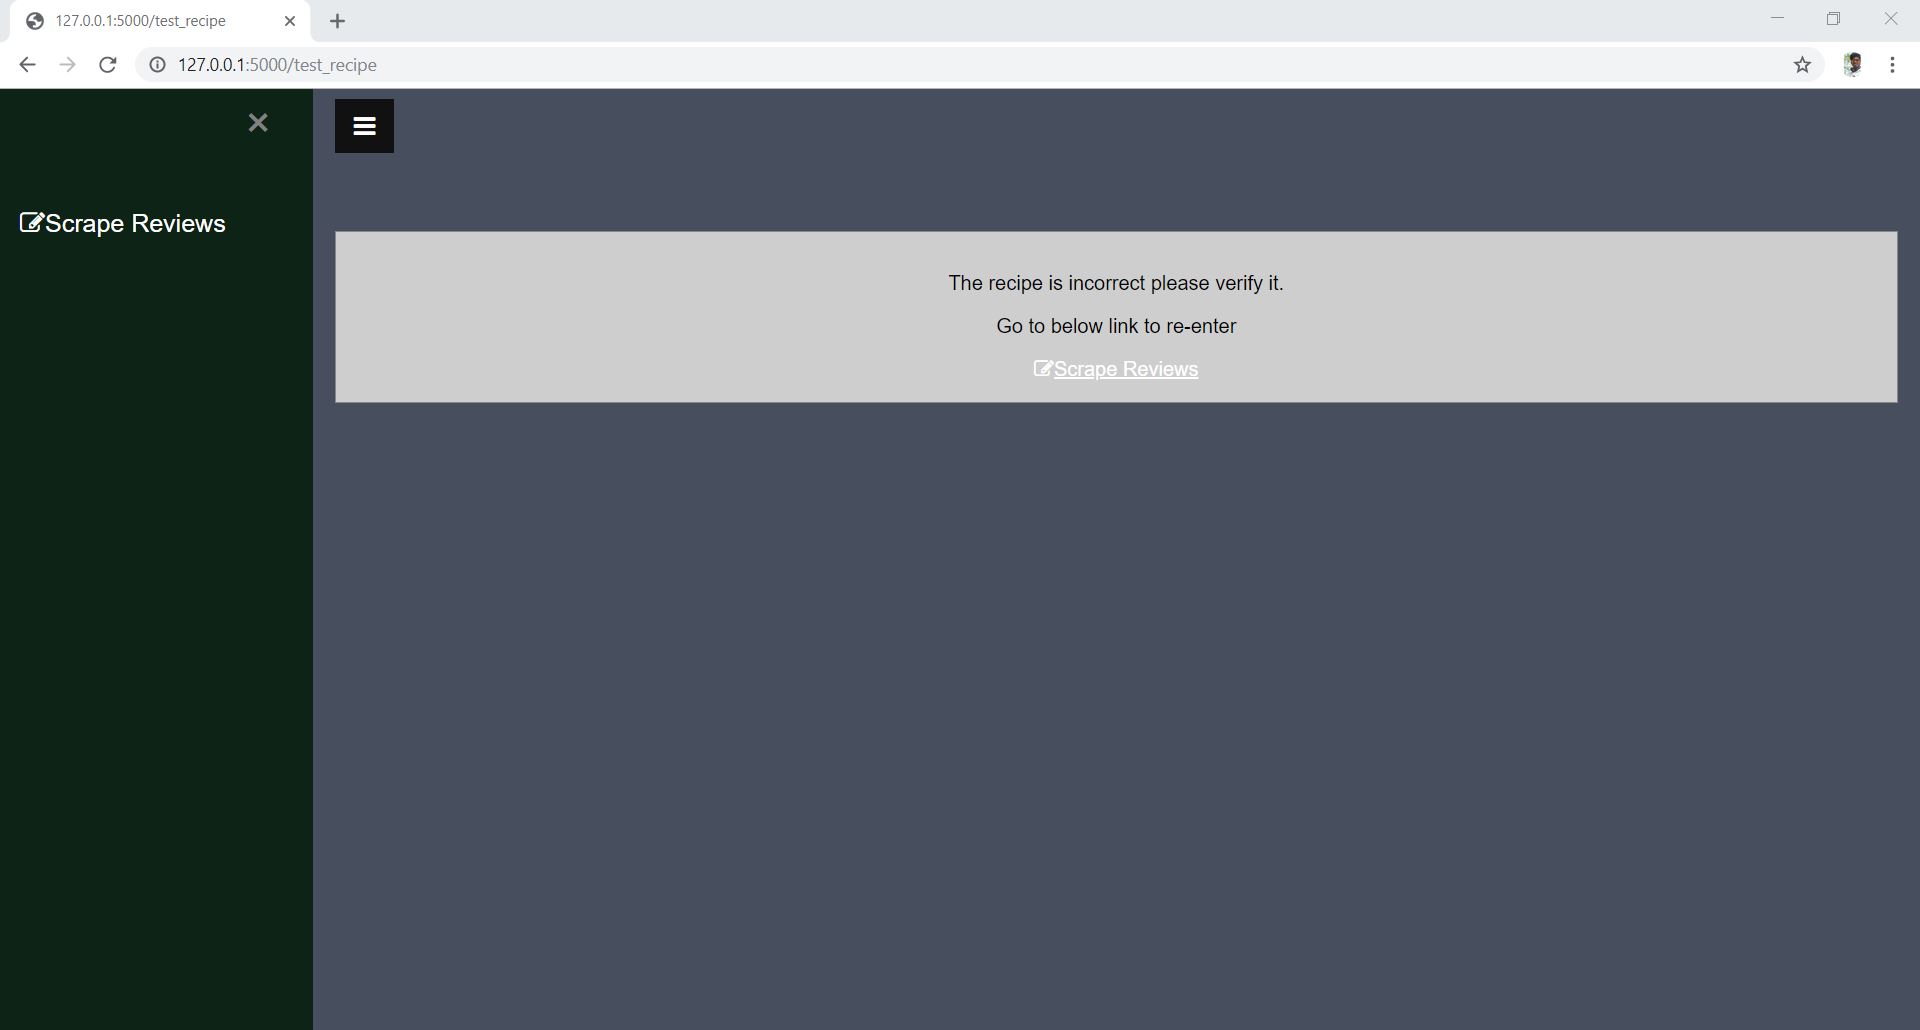 127.0.0.1:5000/test_recipe
127.0.0.1:5000/test_recipe
Scrape Reviews
The recipe is incorrect please verify it.
Go to below link to re-enter
Scrape Reviews